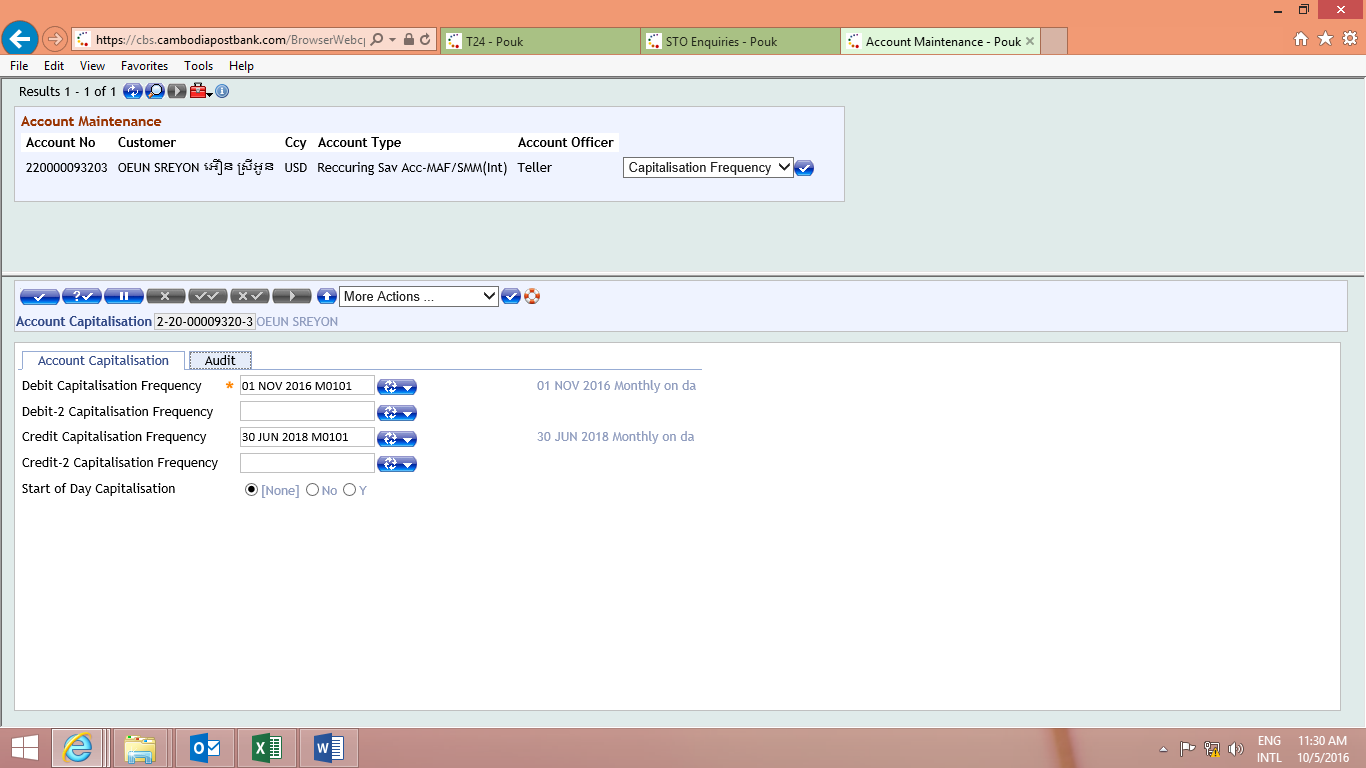 https://cbs.cambodiapostbank.com/BrowserWebc
T24 - Pouk
STO Enquiries - Pouk
Account Maintenance - Pouk
File Edit View Favorites Tools Help
Results 1 - 1 of 1
Account Maintenance
Account No Customer Ccy Account Type Account Officer
220000093203 OEUN SREYON អឿន ស្រីអូន USD Reccuring Sav Acc-MAF/SMM(Int) Teller Capitalisation Frequency
More Actions ...
Account Capitalisation 2-20-00009320-3 OEUN SREYON
Account Capitalisation Audit
Debit Capitalisation Frequency * 01 NOV 2016 M0101 01 NOV 2016 Monthly on da
Debit-2 Capitalisation Frequency
Credit Capitalisation Frequency 30 JUN 2018 M0101 30 JUN 2018 Monthly on da
Credit-2 Capitalisation Frequency
Start of Day Capitalisation [None] No Y
ENG 11:30 AM
INTL 10/5/2016